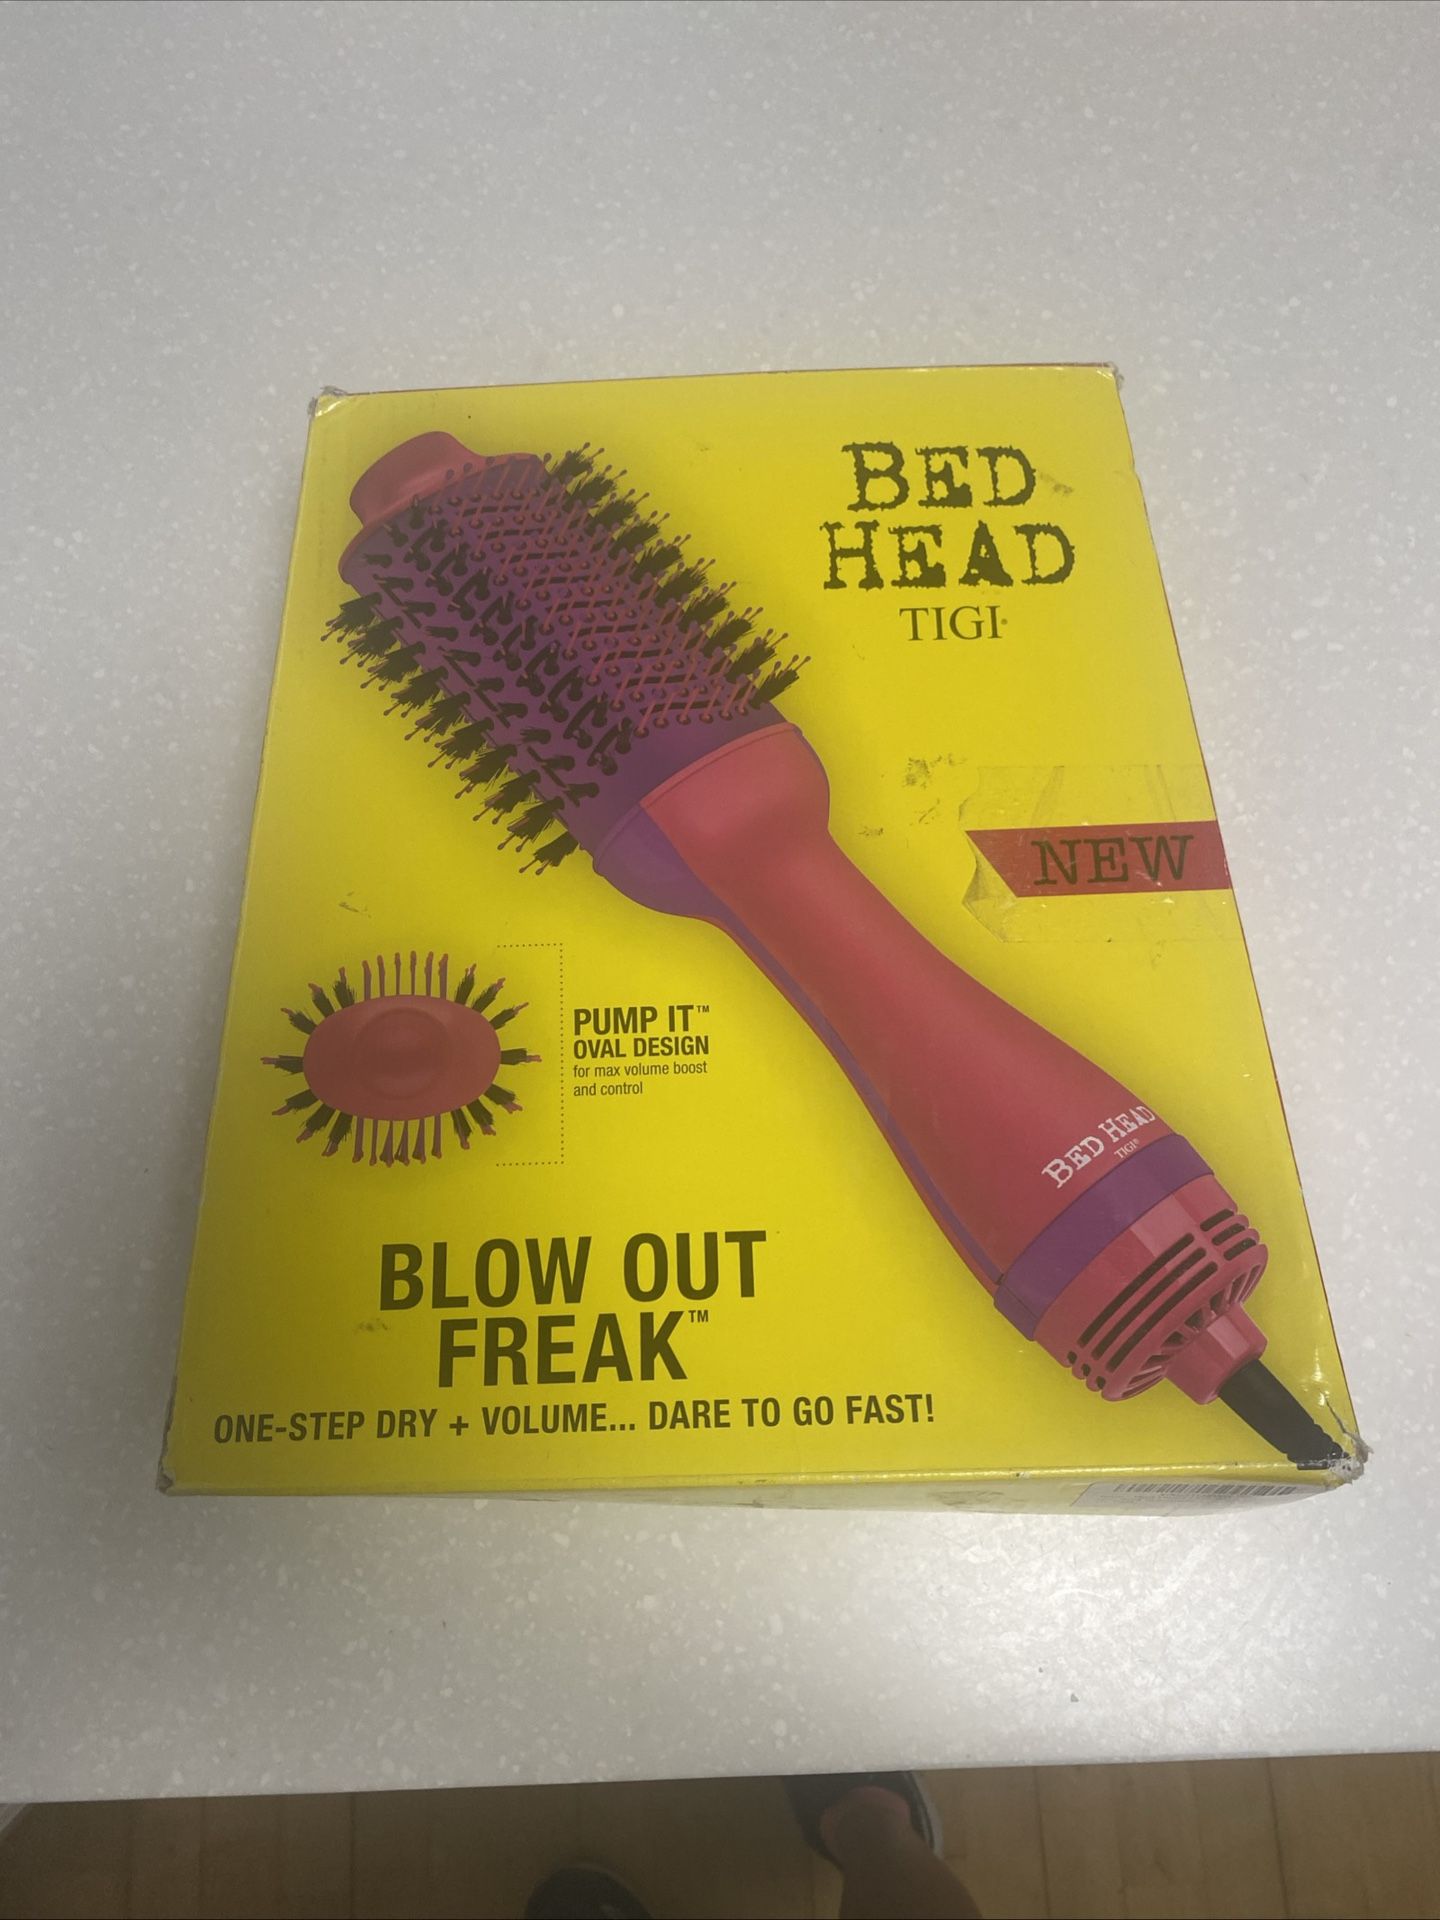 BED
HEAD
TIGI®
NEW
PUMP IT™
OVAL DESIGN
for max volume boost
and control
BED HEAD
TIGI®
BLOW OUT
FREAK™
ONE-STEP DRY + VOLUME... DARE TO GO FAST!